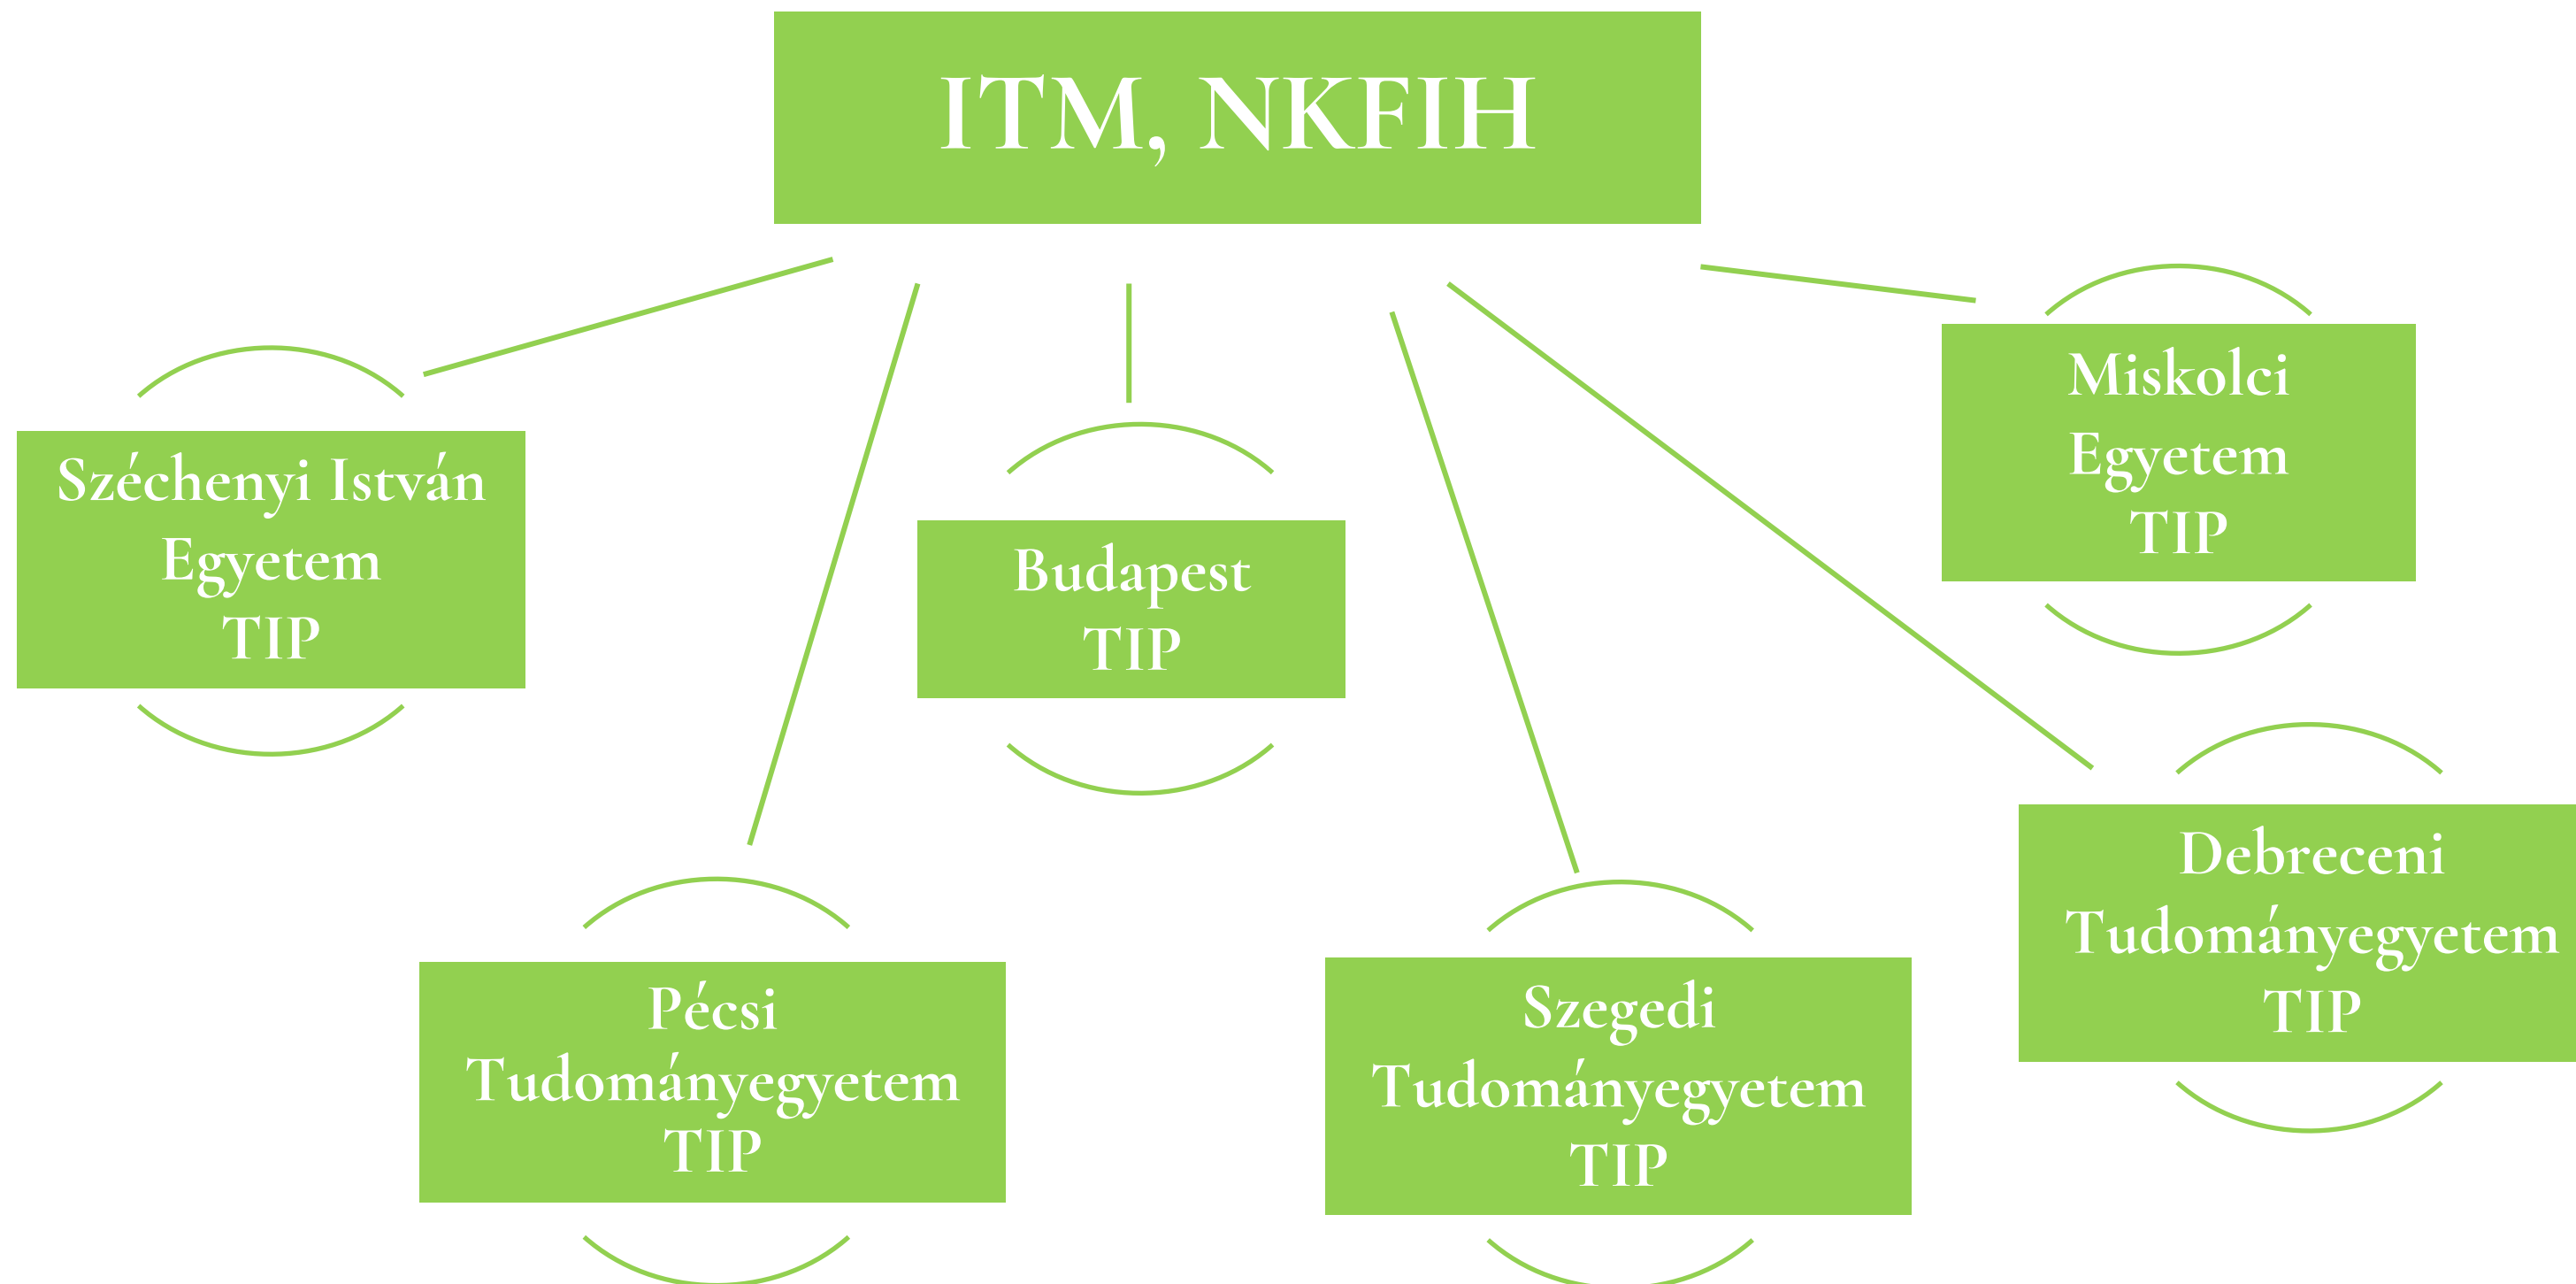 ITM, NKFIH
Széchenyi István
Egyetem
TIP
Budapest
TIP
Miskolci
Egyetem
TIP
Pécsi
Tudományegyetem
TIP
Szegedi
Tudományegyetem
TIP
Debreceni
Tudományegyetem
TIP